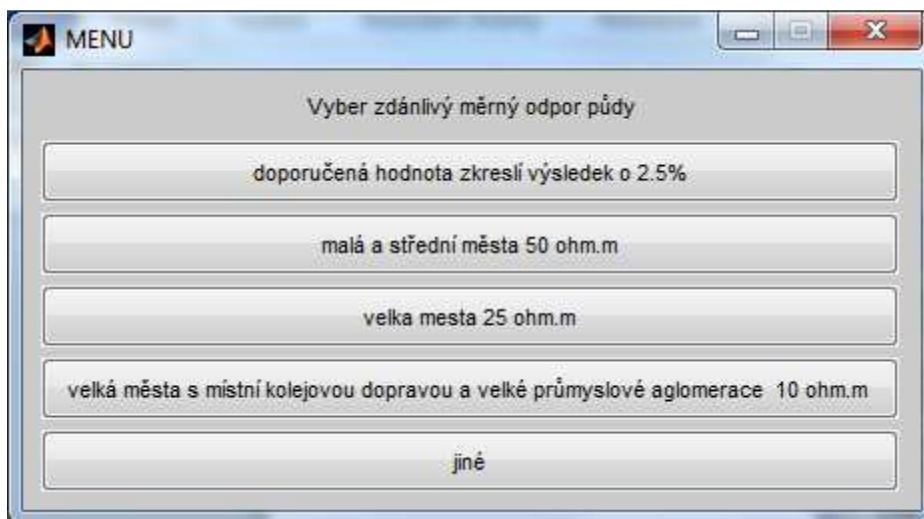 MENU
Vyber zdánlivý měrný odpor půdy
doporučená hodnota zkreslí výsledek o 2.5%
malá a střední města 50 ohm.m
velka mesta 25 ohm.m
velká města s místní kolejovou dopravou a velké průmyslové aglomerace  10 ohm.m
jiné